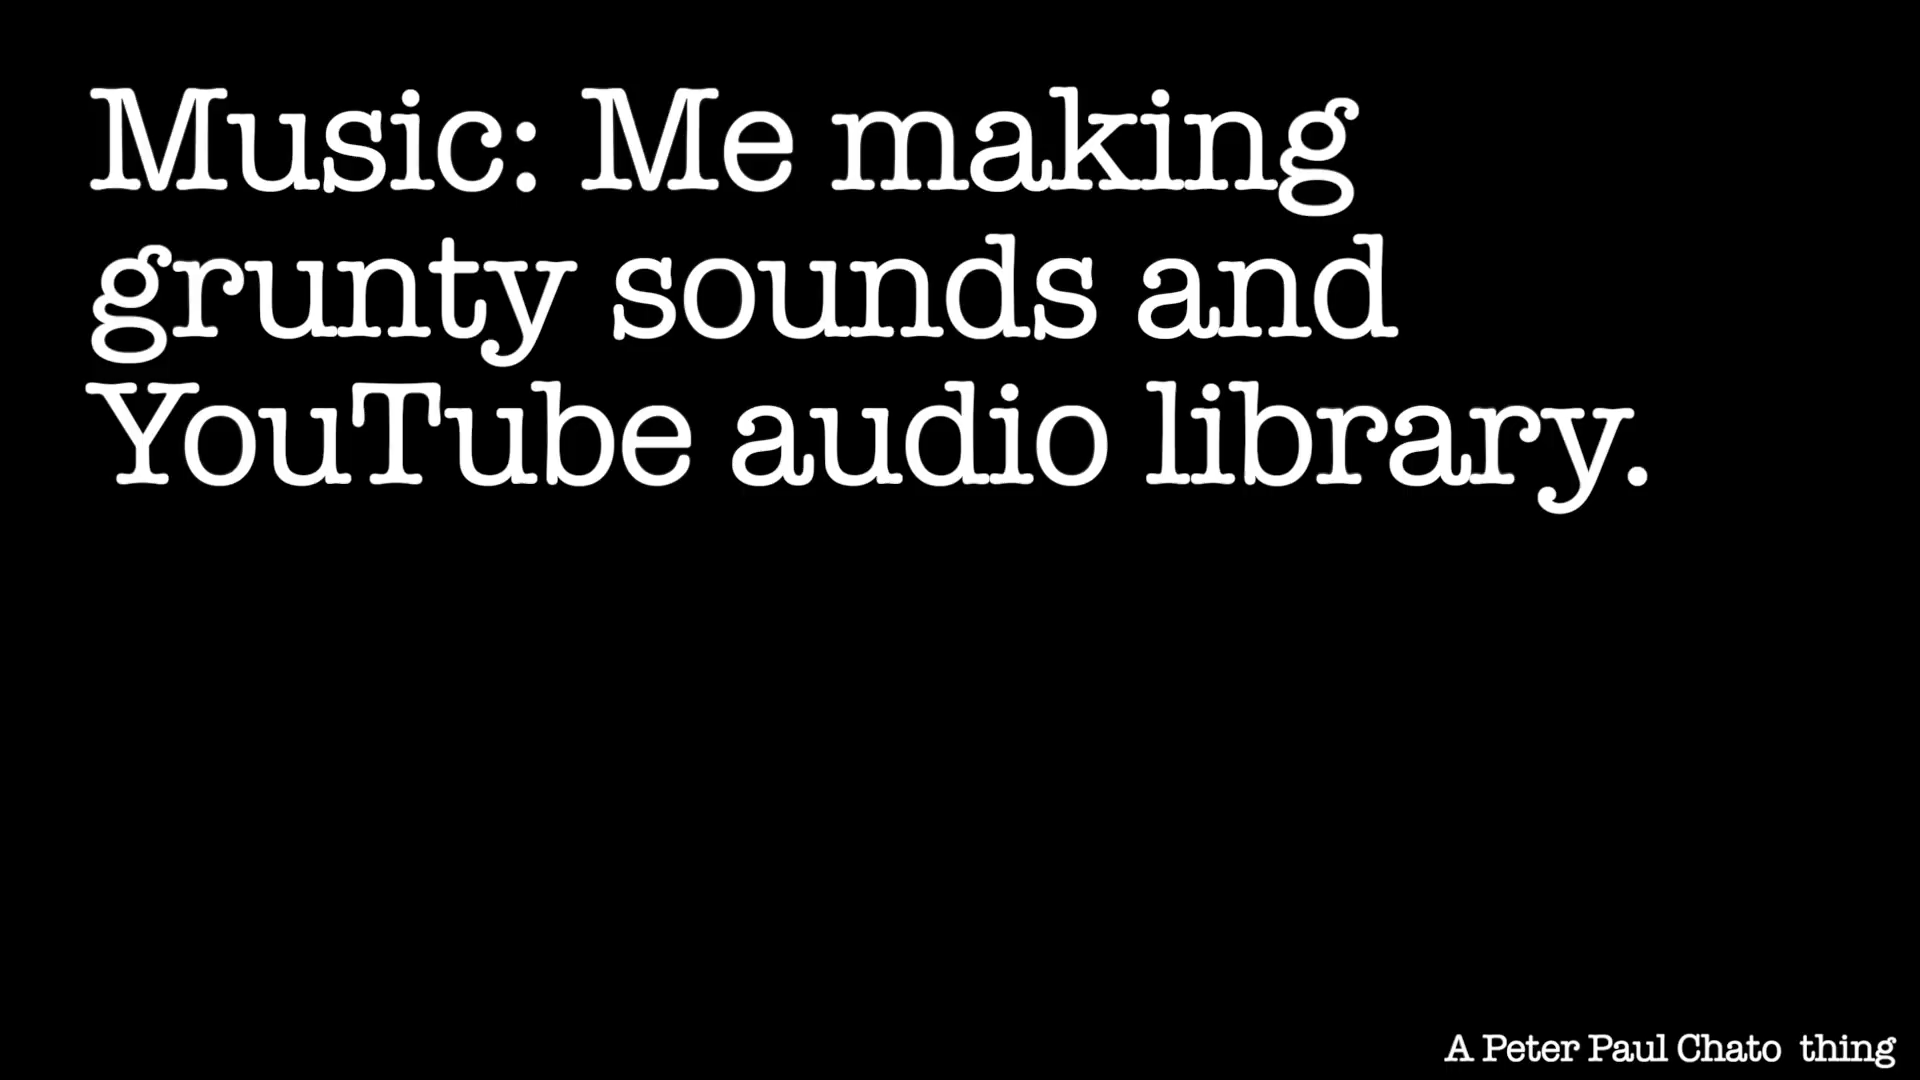 Music: Me making
grunty sounds and
YouTube audio library.
A Peter Paul Chato thing